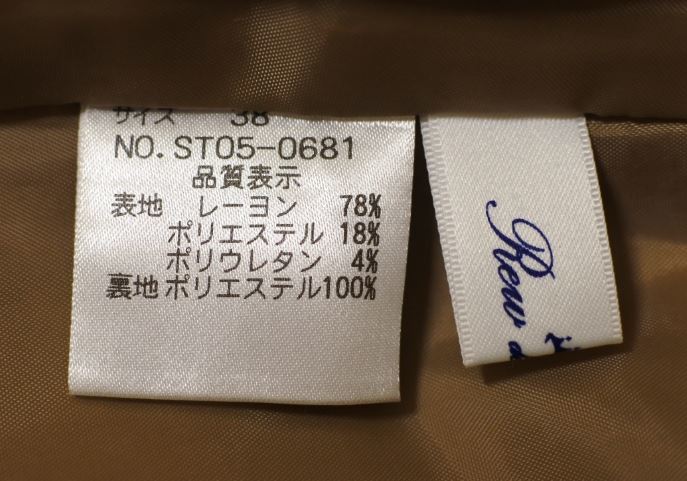 サイズ 38
NO. ST05-0681
品質表示
表地 レーヨン 78%
ポリエステル 18%
ポリウレタン 4%
裏地 ポリエステル100%
Rew